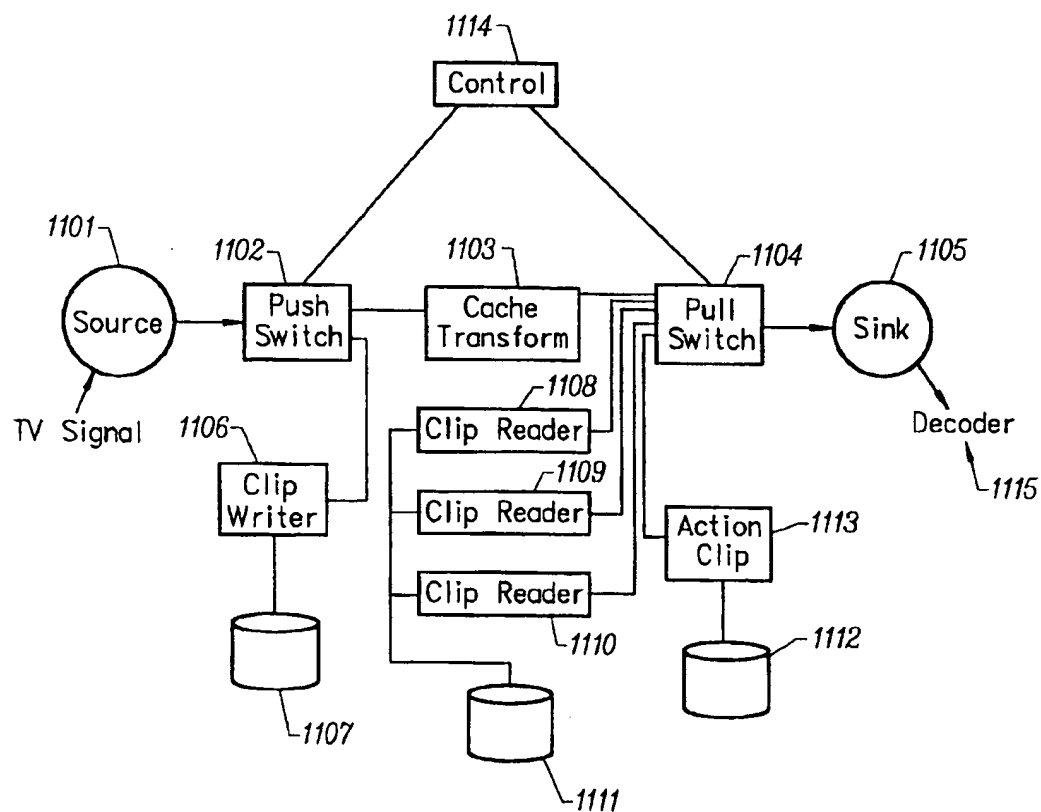 1114
Control
1101
1102
1103
1104
1105
Source
Push
Switch
Cache
Transform
Pull
Switch
Sink
TV Signal
1106
Clip
Writer
1108
Clip Reader
1109
Clip Reader
Clip Reader
1110
Decoder
1115
Action
Clip
1113
1107
1112
1111